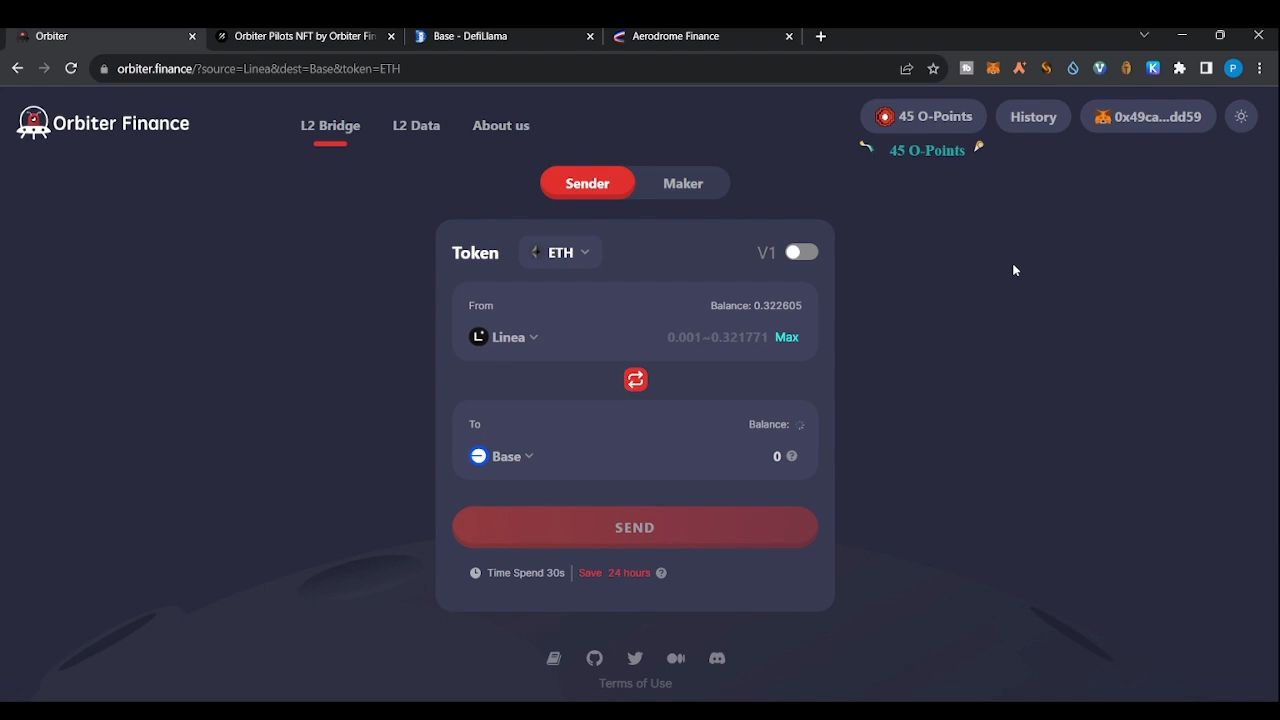 Orbiter
Orbiter Pilots NFT by Orbiter Fin
Base - DefiLlama
Aerodrome Finance
orbiter.finance/?source=Linea&dest=Base&token=ETH
Orbiter Finance
L2 Bridge
L2 Data
About us
45 O-Points
History
0x49ca...dd59
45 O-Points
Sender
Maker
Token
ETH
V1
From
Balance: 0.322605
Linea
0.001~0.321771 Max
To
Balance:
Base
0
SEND
Time Spend 30s
Save 24 hours
Terms of Use